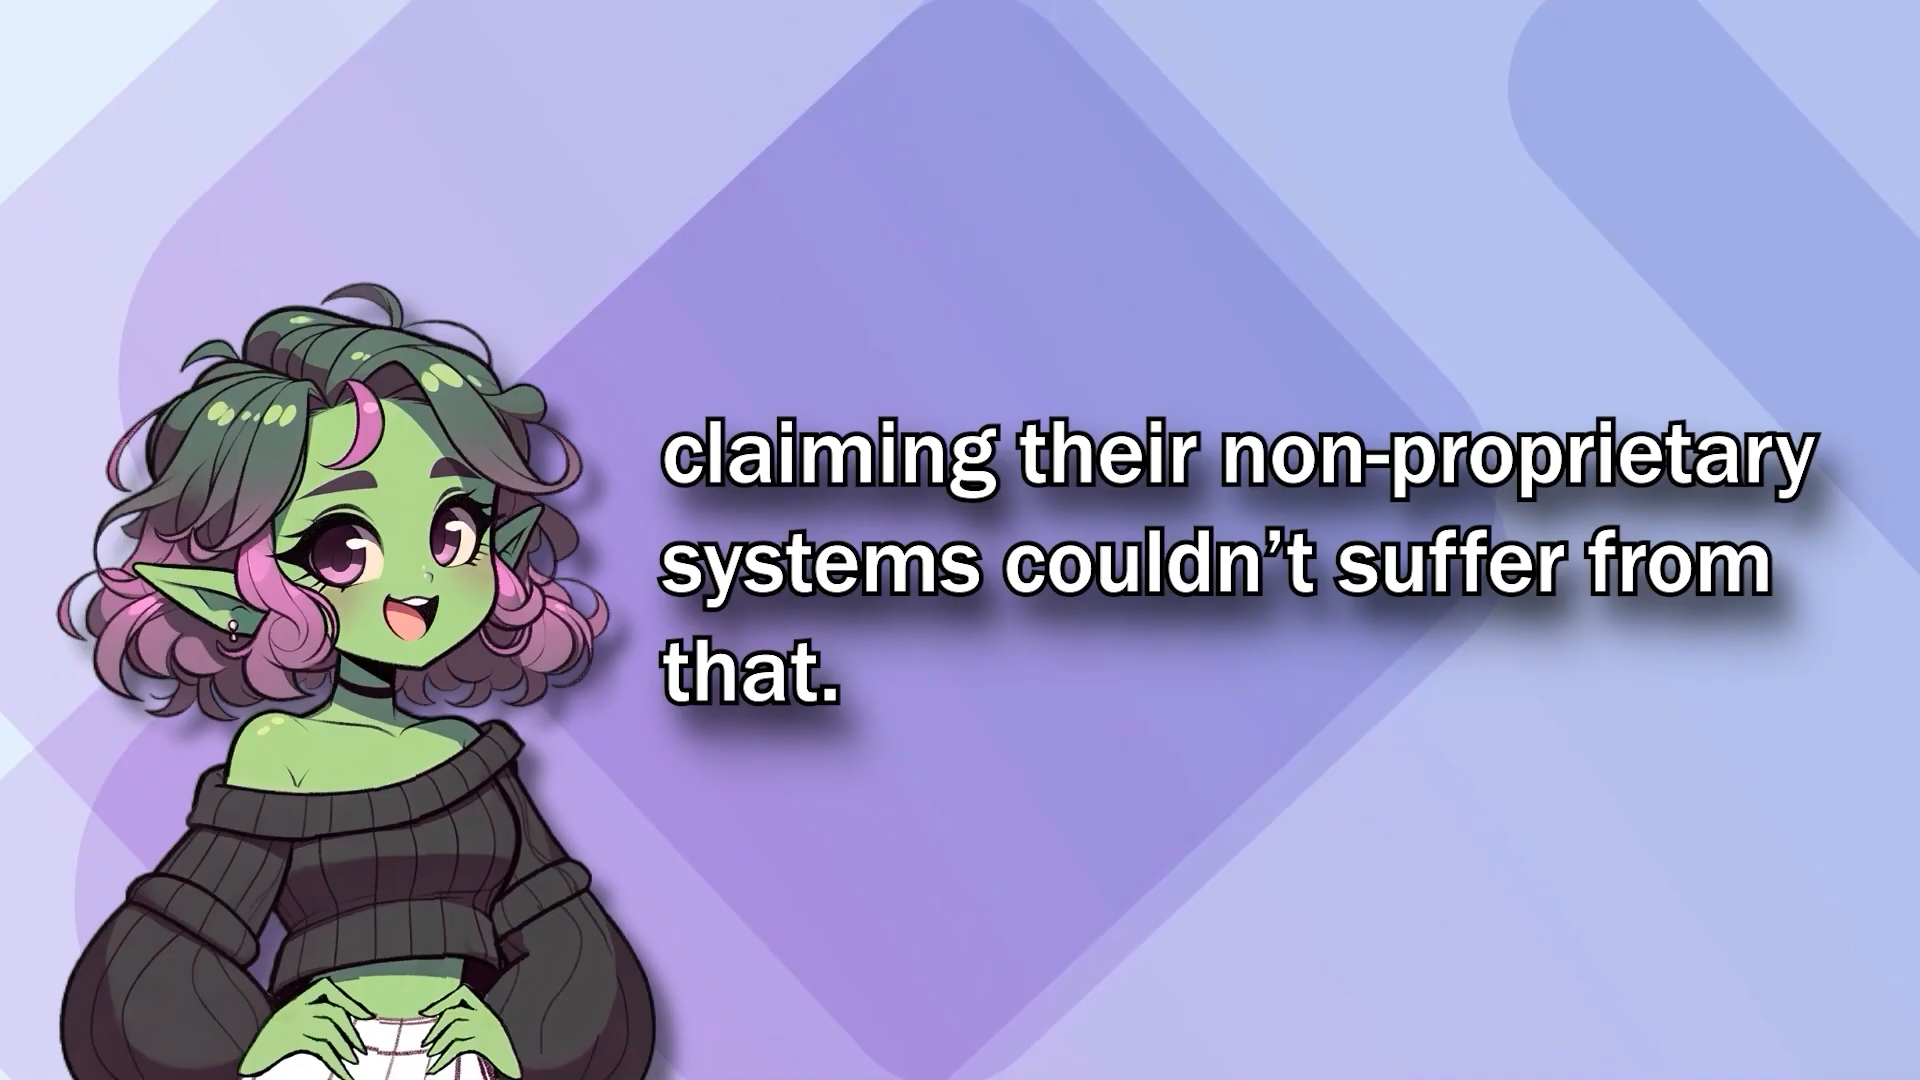 claiming their non-proprietary
systems couldn’t suffer from
that.